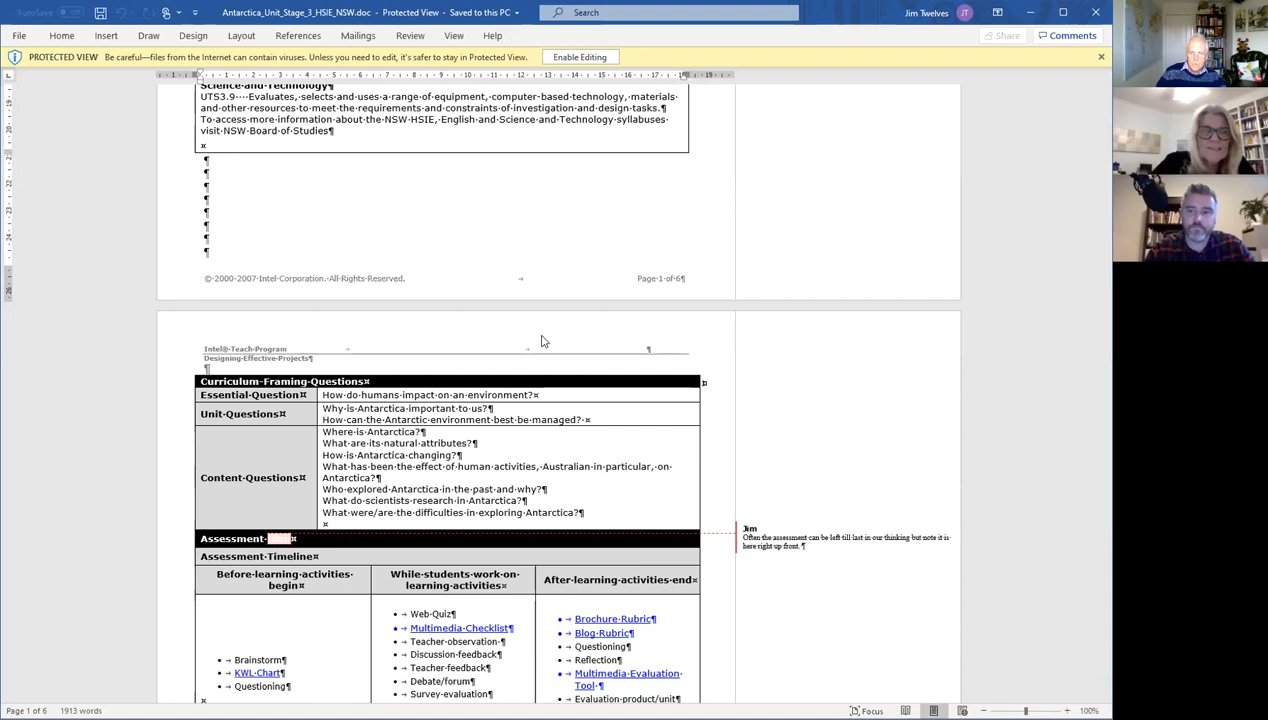 AutoSave
Antarctica_Unit_Stage_3_HSIE_NSW.doc - Protected View • Saved to this PC
Search
Jim Twelves
JT
File Home Insert Draw Design Layout References Mailings Review View Help
Share
Comments
PROTECTED VIEW Be careful—files from the Internet can contain viruses. Unless you need to edit, it's safer to stay in Protected View.
Enable Editing
Science·and·Technology¶
UTS3.9····Evaluates,·selects·and·uses·a·range·of·equipment,·computer-based·technology,·materials·
and·other·resources·to·meet·the·requirements·and·constraints·of·investigation·and·design·tasks.¶
To·access·more·information·about·the·NSW·HSIE,·English·and·Science·and·Technology·syllabuses·
visit·NSW·Board·of·Studies¶
©·2000-2007·Intel·Corporation.·All·Rights·Reserved. → Page·1·of·6¶
Intel®·Teach·Program → → ¶
Designing·Effective·Projects¶
Curriculum-Framing·Questions¤
Essential·Question¤
How·do·humans·impact·on·an·environment?¤
Unit·Questions¤
Why·is·Antarctica·important·to·us?¶
How·can·the·Antarctic·environment·best·be·managed?·¤
Content·Questions¤
Where·is·Antarctica?¶
What·are·its·natural·attributes?¶
How·is·Antarctica·changing?¶
What·has·been·the·effect·of·human·activities,·Australian·in·particular,·on·
Antarctica?¶
Who·explored·Antarctica·in·the·past·and·why?¶
What·do·scientists·research·in·Antarctica?¶
What·were/are·the·difficulties·in·exploring·Antarctica?¶
¤
Assessment·
Jim
Often·the·assessment·can·be·left·till·last·in·our·thinking·but·note·it·is·
here·right·up·front.·¶
Assessment·Timeline¤
Before·learning·activities·
begin¤
While·students·work·on·
learning·activities¤
After·learning·activities·end¤
• → Brainstorm¶
• → KWL·Chart¶
• → Questioning¶
• → Web·Quiz¶
• → Multimedia·Checklist¶
• → Teacher·observation·¶
• → Discussion·feedback¶
• → Teacher·feedback¶
• → Debate/forum¶
• → Survey·evaluation¶
• → Brochure·Rubric¶
• → Blog·Rubric¶
• → Questioning¶
• → Reflection¶
• → Multimedia·Evaluation·
Tool·¶
• → Evaluation·product/unit¶
Page 1 of 6 1913 words
Focus
100%